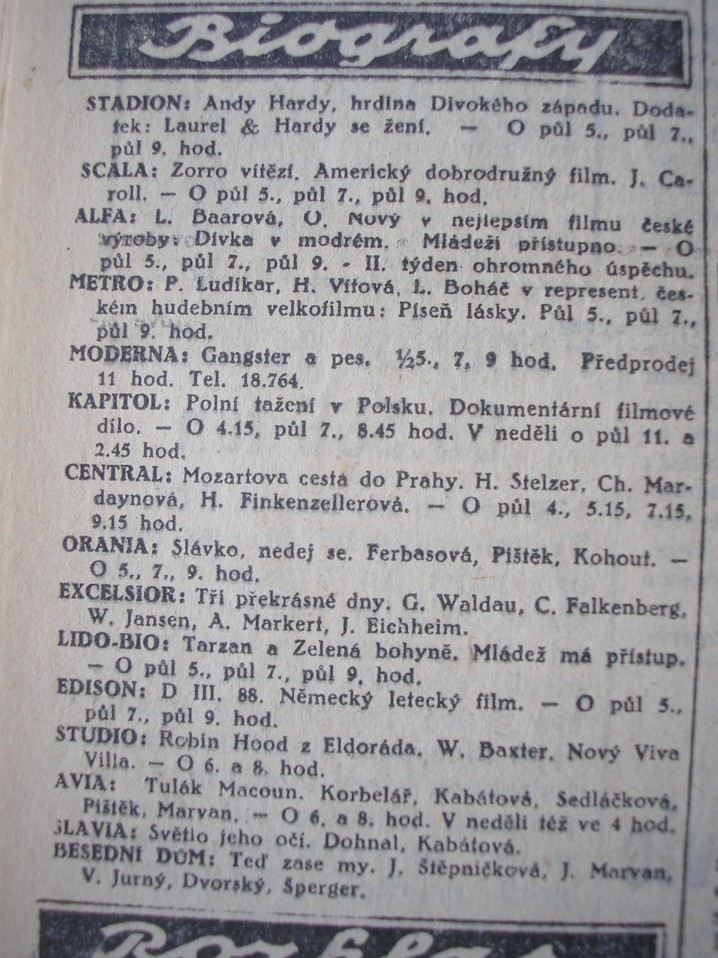 Biografy
STADION: Andy Hardy, hrdina Divokého západu. Doda-
tek: Laurel & Hardy se žení. — O půl 5., půl 7.,
půl 9. hod.
SCALA: Zorro vítězí. Americký dobrodružný film. J. Ca-
roll. — O půl 5., půl 7., půl 9. hod.
ALFA: L. Baarová, O. Nový v nejlepším filmu české
výroby: Dívka v modrém. Mládeži přístupno. — O
půl 5., půl 7., půl 9. - II. týden ohromného úspěchu.
METRO: P. Ludikar, H. Vítová, L. Boháč v represent. čes-
kém hudebním velkofilmu: Píseň lásky. Půl 5., půl 7.,
půl 9. hod.
MODERNA: Gangster a pes. ½5., 7, 9 hod. Předprodej
11 hod. Tel. 18.764.
KAPITOL: Polní tažení v Polsku. Dokumentární filmové
dílo. — O 4.15, půl 7., 8.45 hod. V neděli o půl 11. a
2.45 hod.
CENTRAL: Mozartova cesta do Prahy. H. Stelzer, Ch. Mar-
daynová, H. Finkenzellerová. — O půl 4., 5.15, 7.15,
9.15 hod.
ORANIA: Slávko, nedej se. Ferbasová, Pištěk, Kohout. —
O 5., 7., 9. hod.
EXCELSIOR: Tři překrásné dny. G. Waldau, C. Falkenberg,
W. Jansen, A. Markert, J. Eichheim.
LIDO-BIO: Tarzan a Zelená bohyně. Mládež má přístup.
— O půl 5., půl 7., půl 9. hod.
EDISON: D III. 88. Německý letecký film. — O půl 5.,
půl 7., půl 9. hod.
STUDIO: Robin Hood z Eldoráda. W. Baxter. Nový Viva
Villa. — O 6. a 8. hod.
AVIA: Tulák Macoun. Korbelář, Kabátová, Sedláčková,
Pištěk, Marvan. — O 6. a 8. hod. V neděli též ve 4 hod.
SLAVIA: Světlo jeho očí. Dohnal, Kabátová.
BESEDNÍ DŮM: Teď zase my. J. Štěpničková, J. Marvan,
V. Jurný, Dvorský, Šperger.
Rozhlas